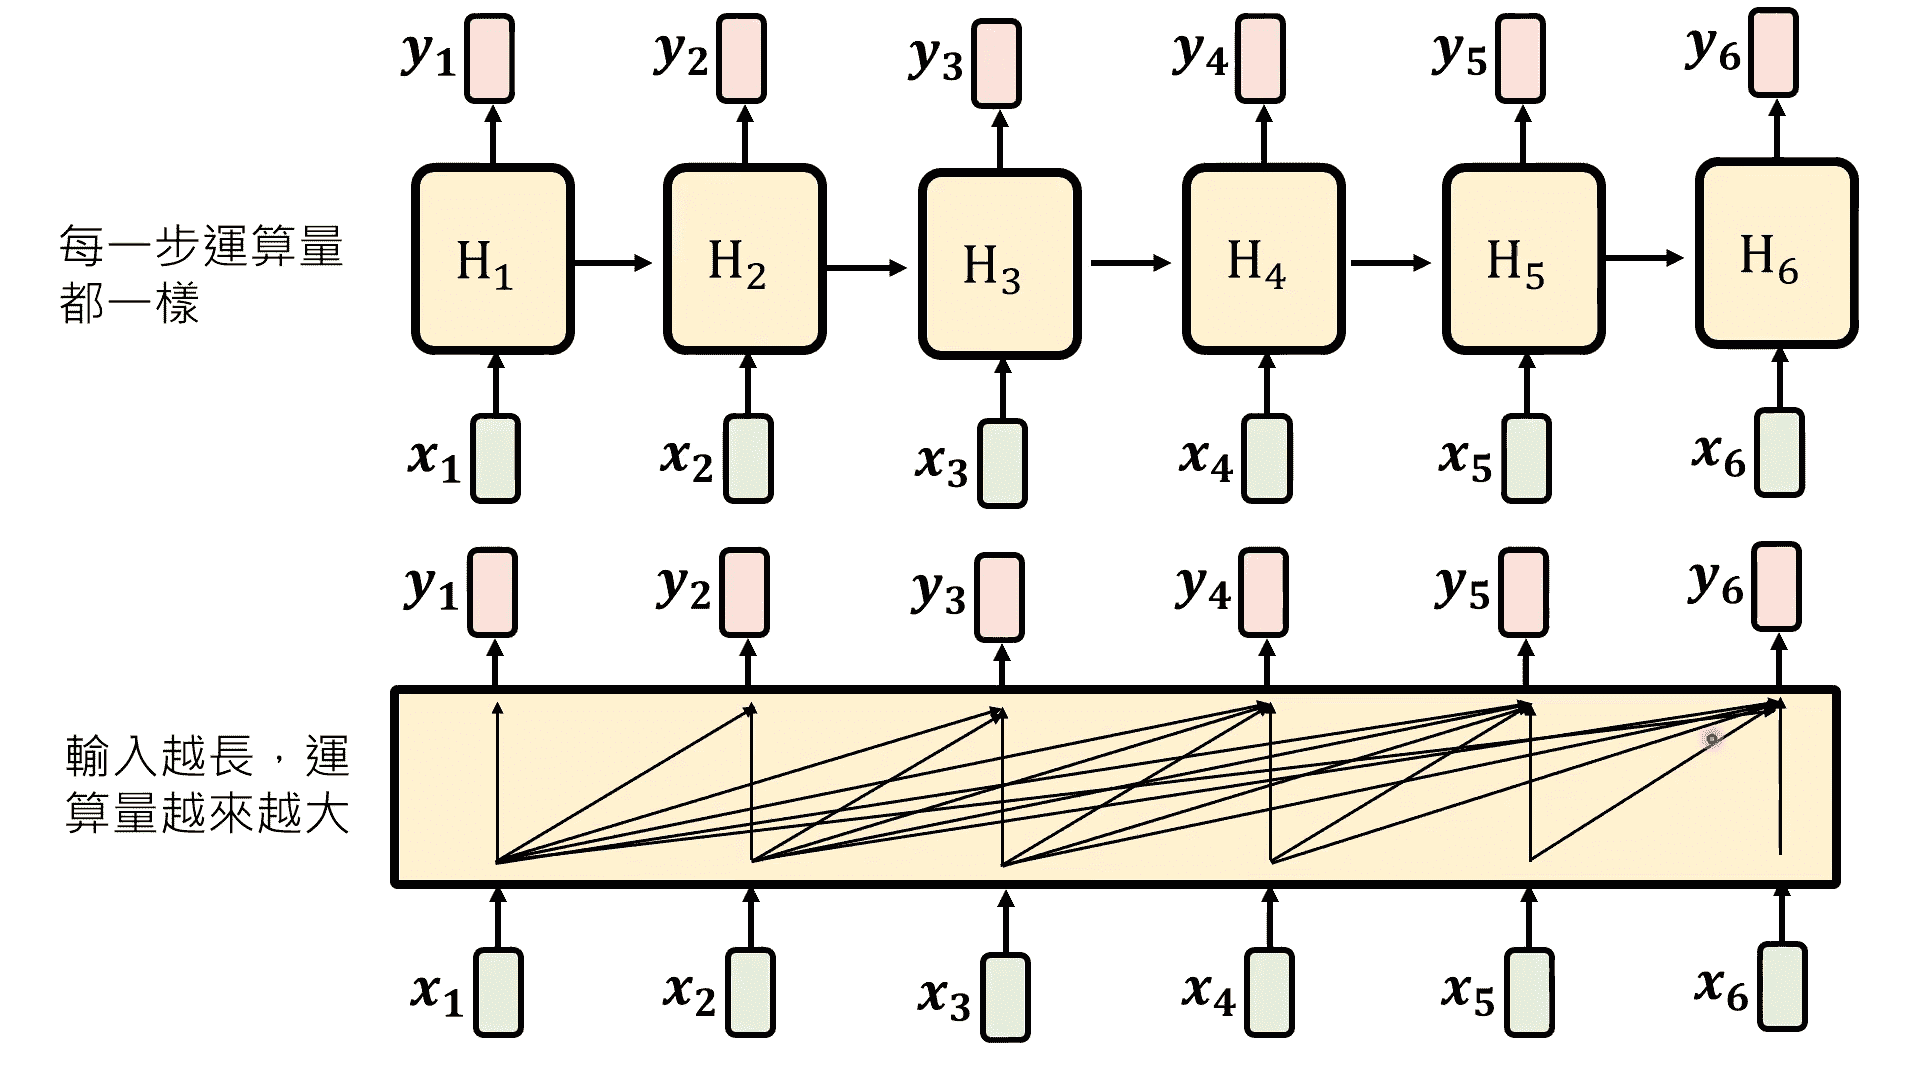 y₁ y₂ y₃ y₄ y₅ y₆
每一步運算量
都一樣
H₁ H₂ H₃ H₄ H₅ H₆
x₁ x₂ x₃ x₄ x₅ x₆
y₁ y₂ y₃ y₄ y₅ y₆
輸入越長，運
算量越來越大
x₁ x₂ x₃ x₄ x₅ x₆